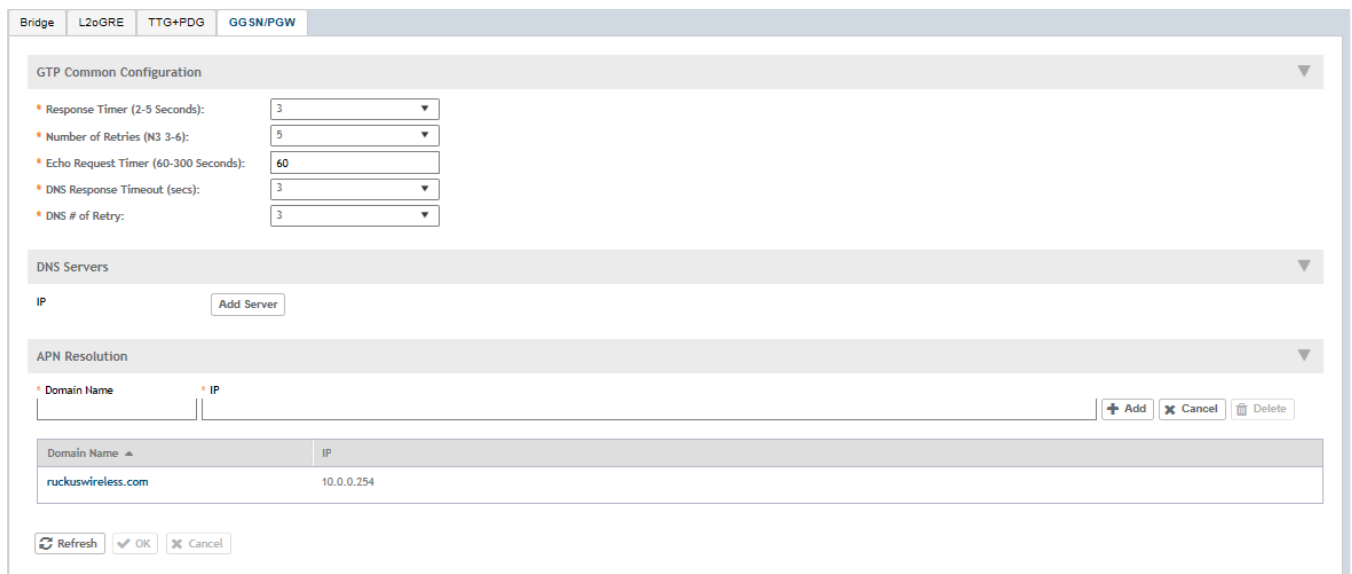 Bridge L2oGRE TTG+PDG GGSN/PGW
GTP Common Configuration
* Response Timer (2-5 Seconds): 3
* Number of Retries (N3 3-6): 5
* Echo Request Timer (60-300 Seconds): 60
* DNS Response Timeout (secs): 3
* DNS # of Retry: 3
DNS Servers
IP Add Server
APN Resolution
* Domain Name * IP
Add Cancel Delete
Domain Name IP
ruckuswireless.com 10.0.0.254
Refresh OK Cancel